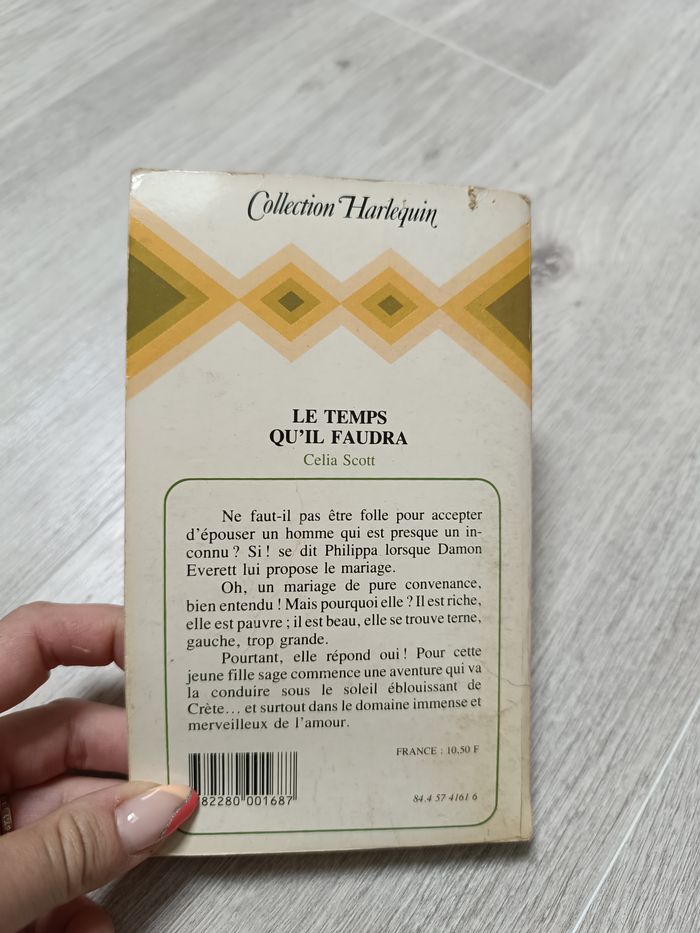 Collection Harlequin
LE TEMPS
QU'IL FAUDRA
Celia Scott
Ne faut-il pas être folle pour accepter
d'épouser un homme qui est presque un in-
connu ? Si ! se dit Philippa lorsque Damon
Everett lui propose le mariage.
Oh, un mariage de pure convenance,
bien entendu ! Mais pourquoi elle ? Il est riche,
elle est pauvre ; il est beau, elle se trouve terne,
gauche, trop grande.
Pourtant, elle répond oui ! Pour cette
jeune fille sage commence une aventure qui va
la conduire sous le soleil éblouissant de
Crète... et surtout dans le domaine immense et
merveilleux de l'amour.
FRANCE : 10,50 F
82280 001687
84.4 57 4161 6